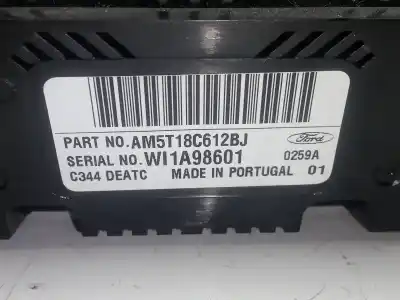 PART NO.AM5T18C612BJ
Ford
SERIAL NO.WI1A98601 0259A
C344 DEATC MADE IN PORTUGAL 01